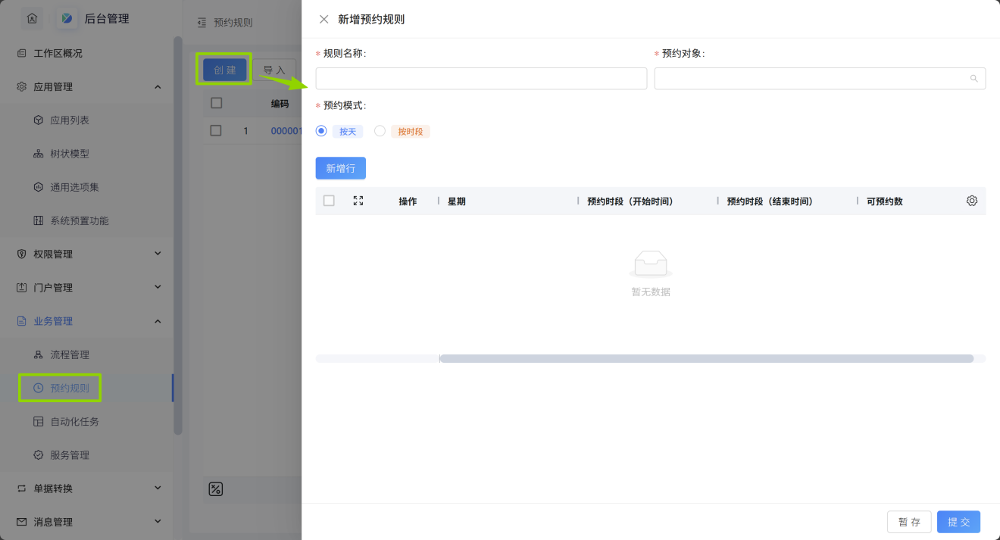 后台管理
工作区概况
应用管理
应用列表
树状模型
通用选项集
系统预置功能
权限管理
门户管理
业务管理
流程管理
预约规则
自动化任务
服务管理
单据转换
消息管理
预约规则
创 建
导 入
编码
1
000001
新增预约规则
* 规则名称:
* 预约对象:
* 预约模式:
按天
按时段
新增行
操作
星期
预约时段（开始时间）
预约时段（结束时间）
可预约数
暂无数据
暂 存
提 交